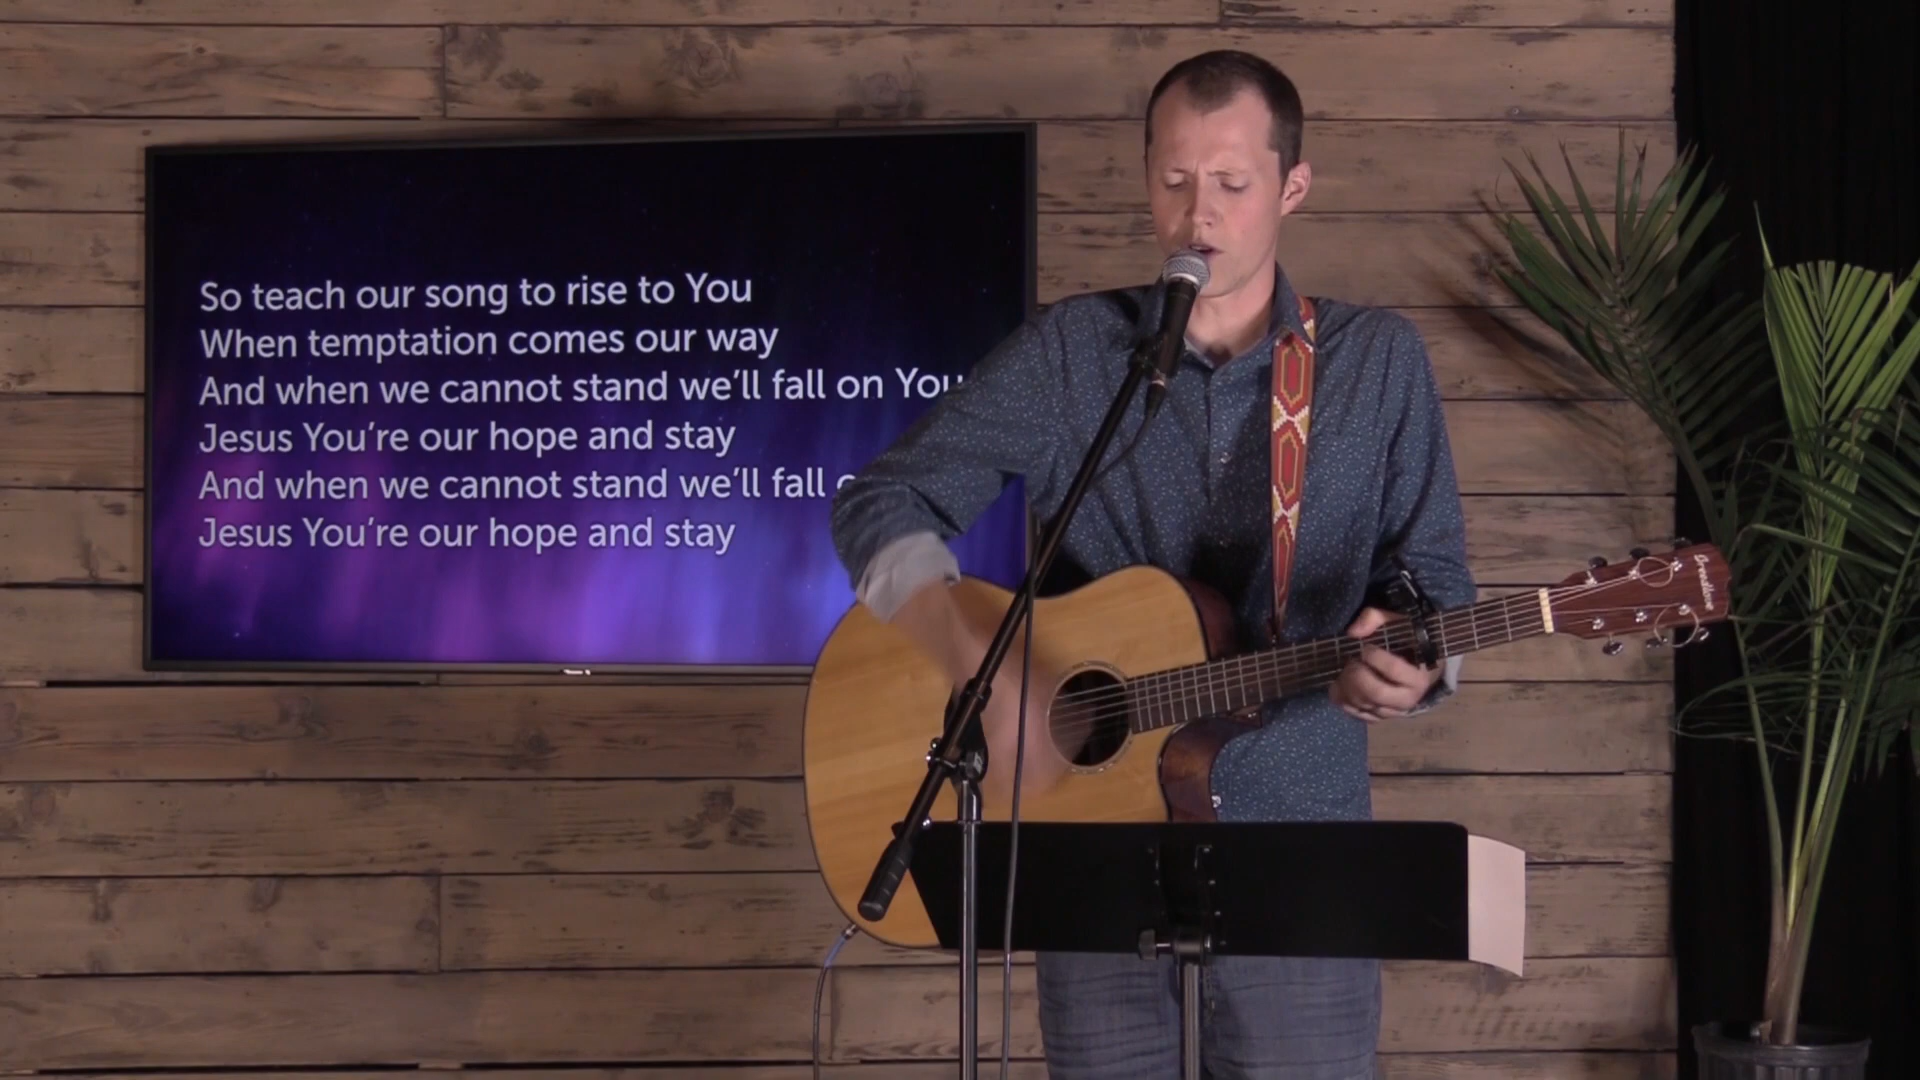 So teach our song to rise to You
When temptation comes our way
And when we cannot stand we'll fall on You
Jesus You're our hope and stay
And when we cannot stand we'll fall
Jesus You're our hope and stay
Breedlove